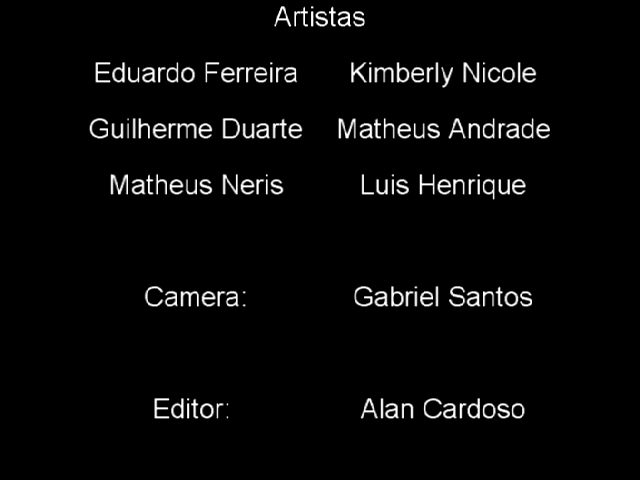 Artistas
Eduardo Ferreira Kimberly Nicole
Guilherme Duarte Matheus Andrade
Matheus Neris Luis Henrique
Camera: Gabriel Santos
Editor: Alan Cardoso